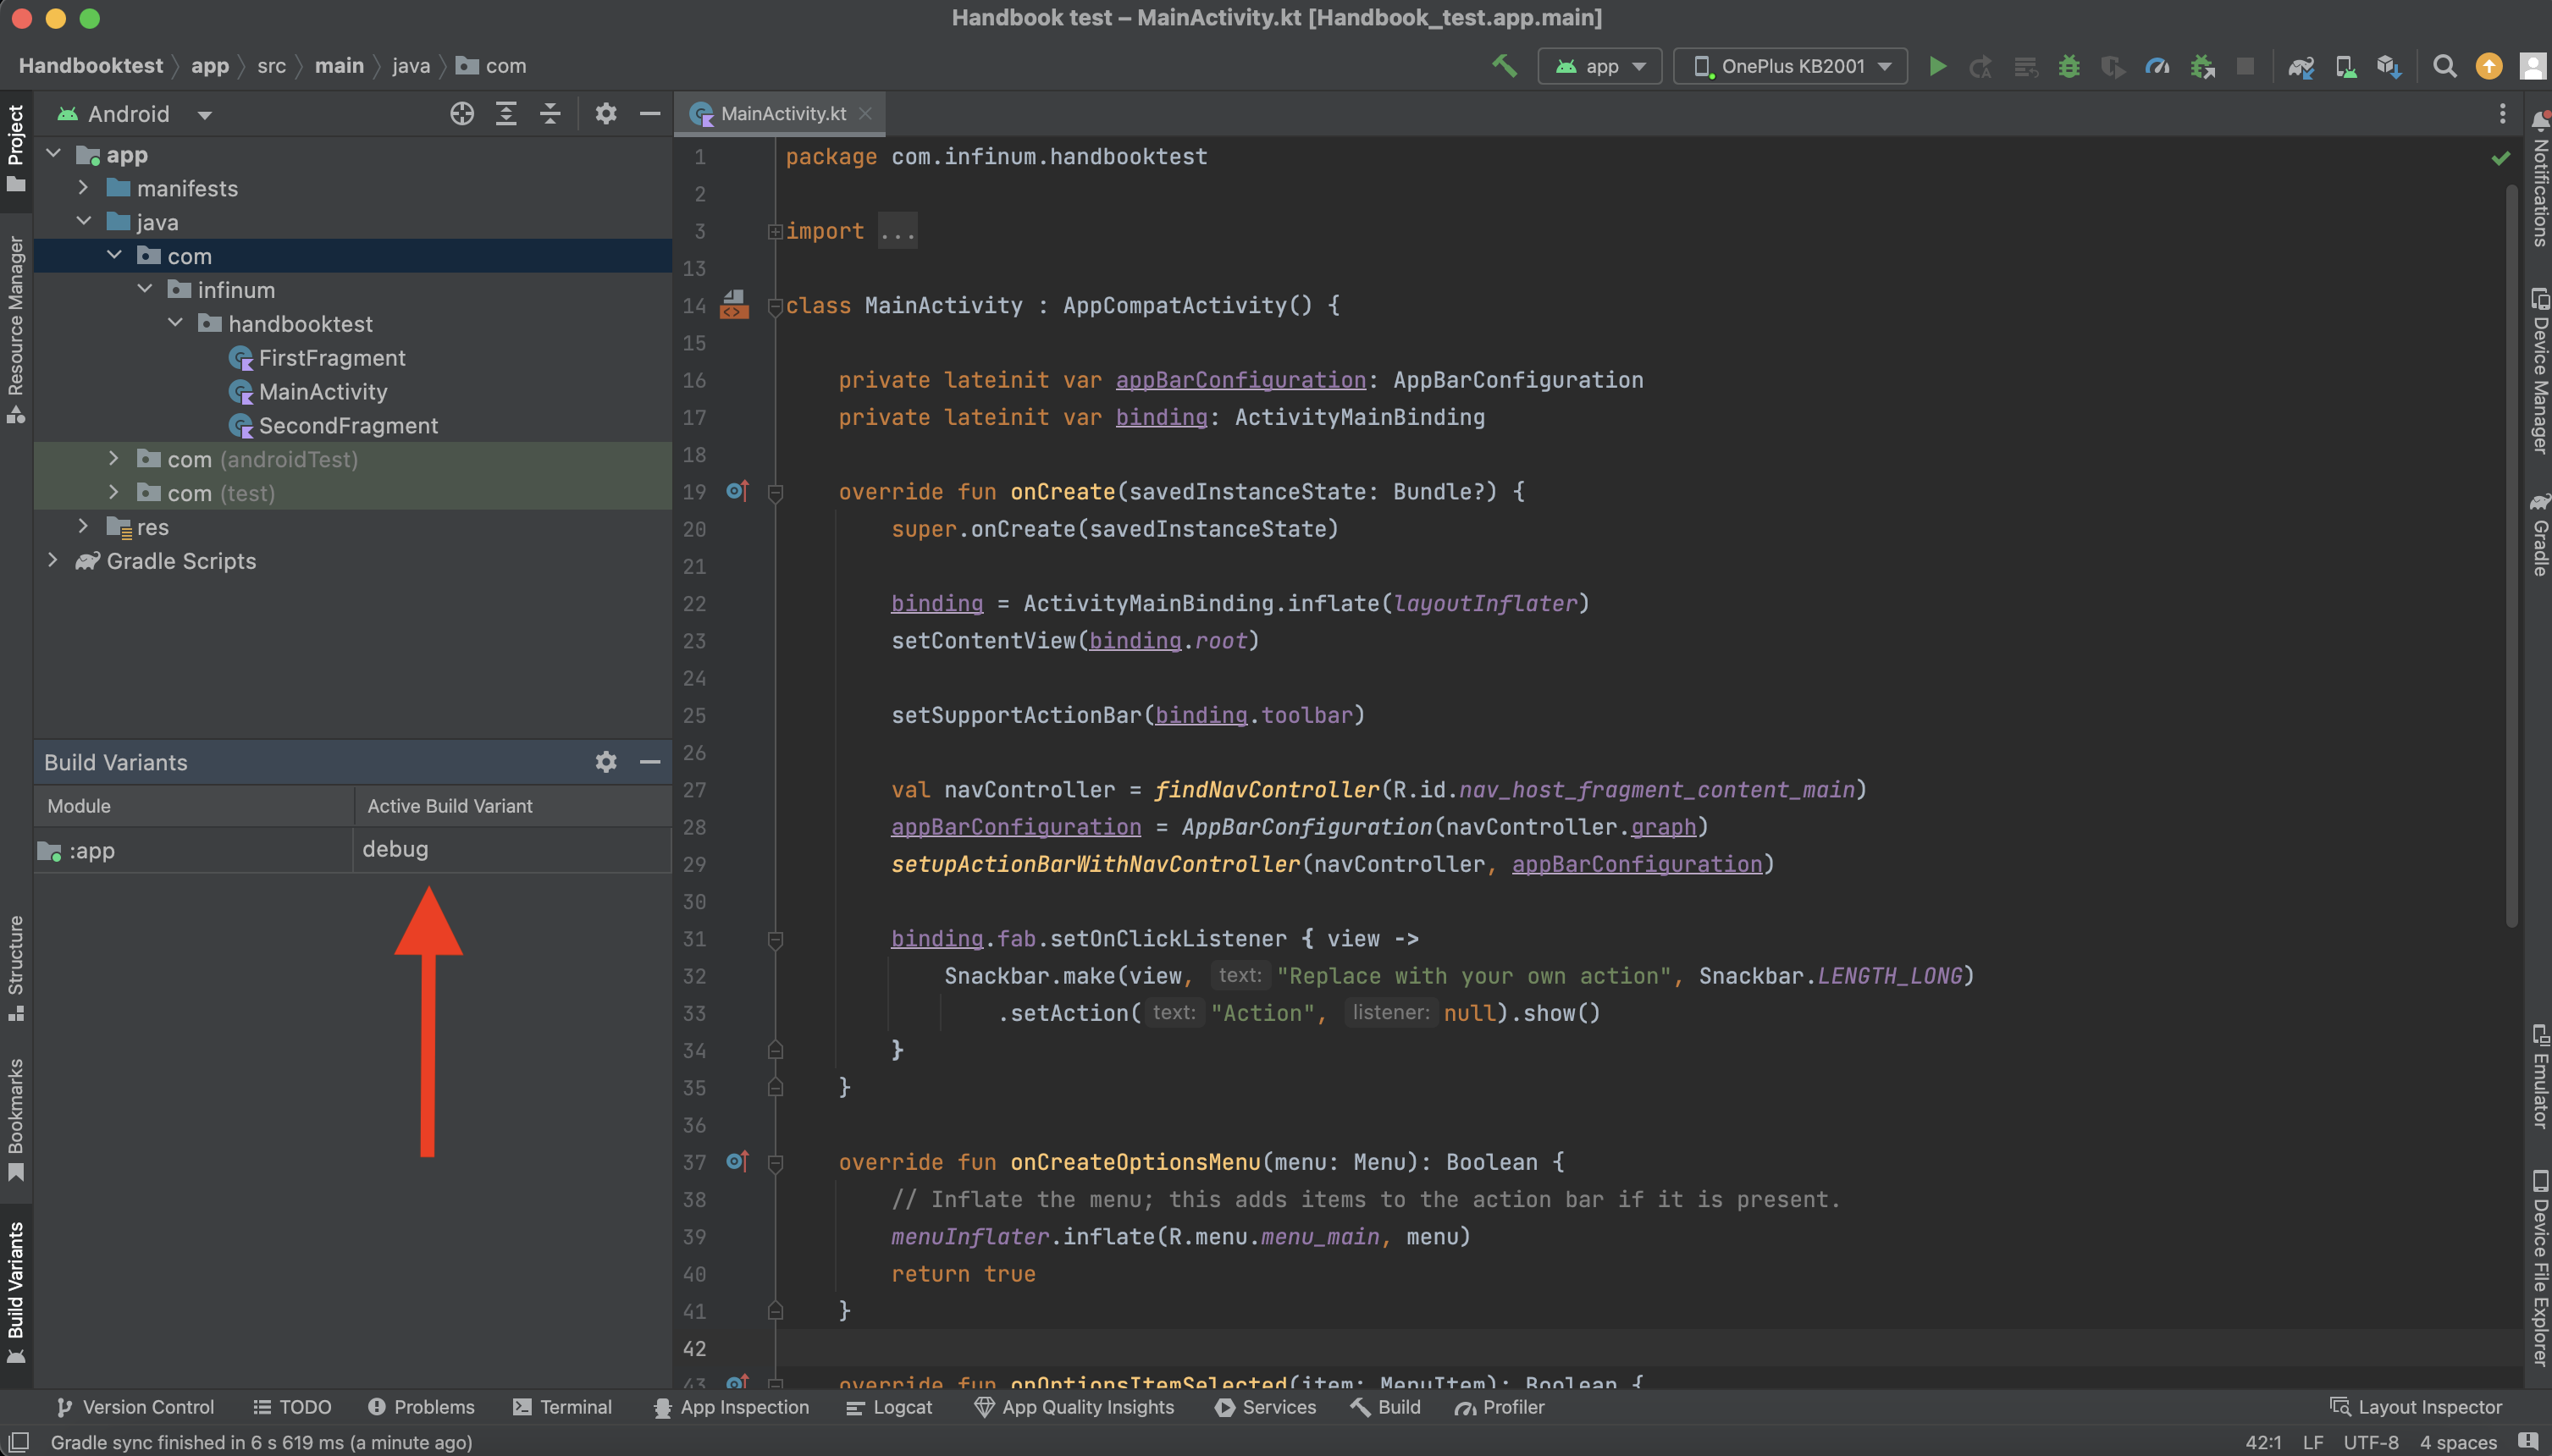 Handbook test – MainActivity.kt [Handbook_test.app.main]
Handbooktest app src main java com
app OnePlus KB2001
Project
Resource Manager
Structure
Bookmarks
Build Variants
Android
app
manifests
java
com
infinum
handbooktest
FirstFragment
MainActivity
SecondFragment
com (androidTest)
com (test)
res
Gradle Scripts
Build Variants
Module Active Build Variant
:app debug
MainActivity.kt
1 package com.infinum.handbooktest
2
3 import ...
13
14 class MainActivity : AppCompatActivity() {
15
16 private lateinit var appBarConfiguration: AppBarConfiguration
17 private lateinit var binding: ActivityMainBinding
18
19 override fun onCreate(savedInstanceState: Bundle?) {
20 super.onCreate(savedInstanceState)
21
22 binding = ActivityMainBinding.inflate(layoutInflater)
23 setContentView(binding.root)
24
25 setSupportActionBar(binding.toolbar)
26
27 val navController = findNavController(R.id.nav_host_fragment_content_main)
28 appBarConfiguration = AppBarConfiguration(navController.graph)
29 setupActionBarWithNavController(navController, appBarConfiguration)
30
31 binding.fab.setOnClickListener { view ->
32 Snackbar.make(view, text: "Replace with your own action", Snackbar.LENGTH_LONG)
33 .setAction( text: "Action", listener: null).show()
34 }
35 }
36
37 override fun onCreateOptionsMenu(menu: Menu): Boolean {
38 // Inflate the menu; this adds items to the action bar if it is present.
39 menuInflater.inflate(R.menu.menu_main, menu)
40 return true
41 }
42
43 override fun onOptionsItemSelected(item: MenuItem): Boolean {
Notifications
Device Manager
Gradle
Emulator
Device File Explorer
Version Control TODO Problems Terminal App Inspection Logcat App Quality Insights Services Build Profiler Layout Inspector
Gradle sync finished in 6 s 619 ms (a minute ago) 42:1 LF UTF-8 4 spaces